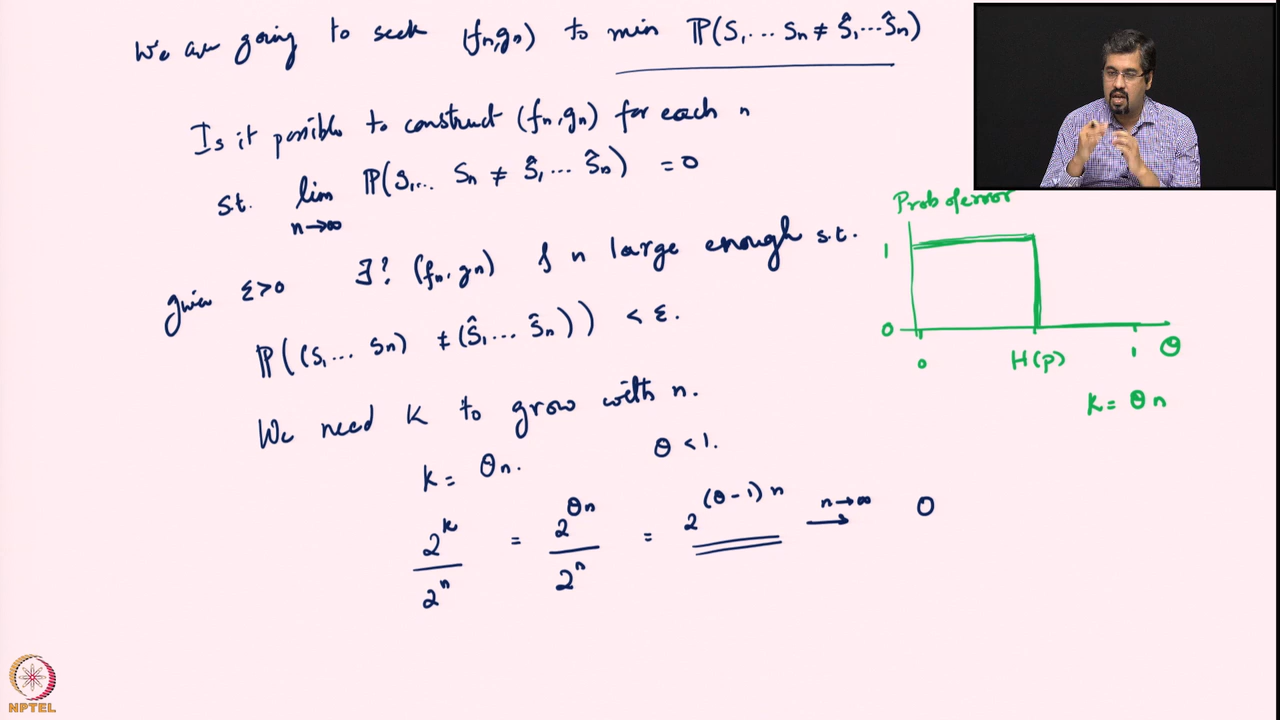 We are going to seek (fn,gn) to min ℙ(S1 ... Sn ≠ Ŝ1...Ŝn)
Is it possible to construct (fn,gn) for each n
s.t. lim n→∞ ℙ(S1... Sn ≠ Ŝ1... Ŝn) = 0
given ε>0 ∃? (fn, gn) & n large enough s.t.
ℙ((S1... Sn) ≠ (Ŝ1... Ŝn)) < ε.
We need K to grow with n.
K = Θn. Θ < 1.
2^k / 2^n = 2^Θn / 2^n = 2^(Θ-1)n n→∞ → 0
Prob of error
1
0
0 H(p) 1 Θ
K = Θn
NPTEL